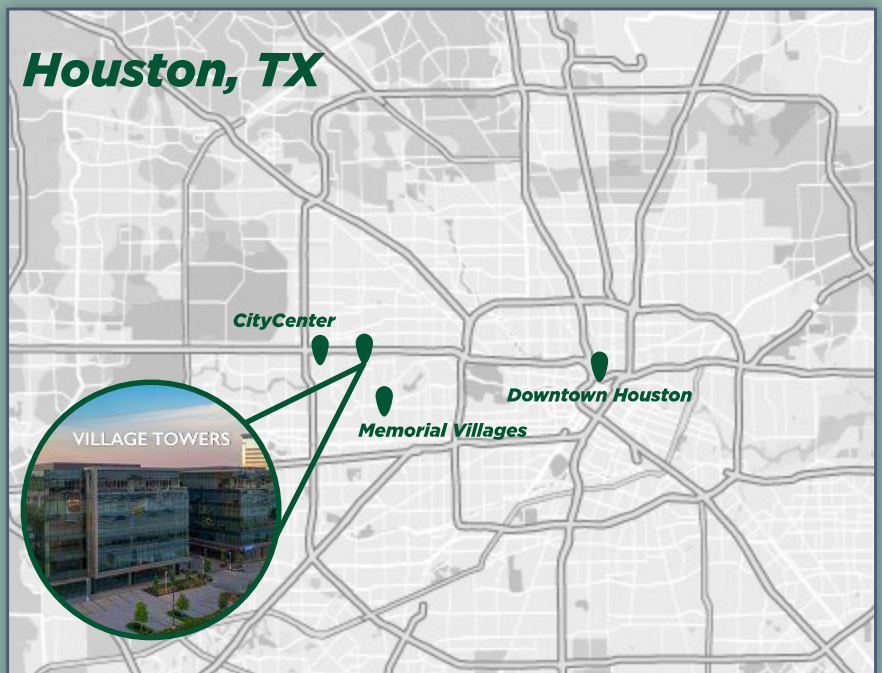 Houston, TX
CityCenter
Downtown Houston
Memorial Villages
VILLAGE TOWERS